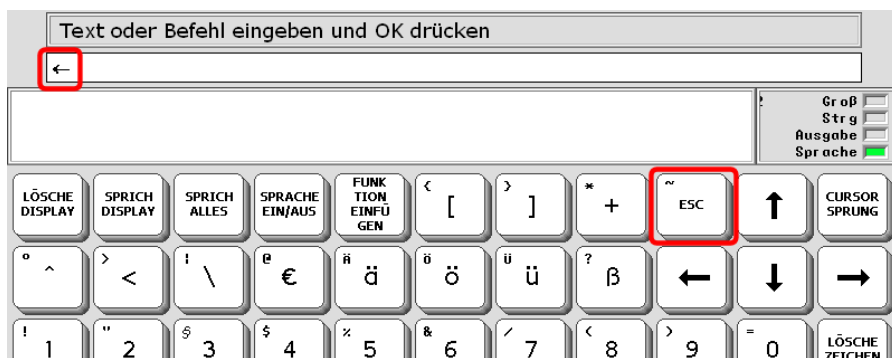 Text oder Befehl eingeben und OK drücken
←
Groß
Strg
Ausgabe
Sprache
LÖSCHE DISPLAY
SPRICH DISPLAY
SPRICH ALLES
SPRACHE EIN/AUS
FUNK TION EINFÜ GEN
{ [
} ]
* +
~ ESC
↑
CURSOR SPRUNG
° ^
> <
¦ \
@ €
Ä ä
Ö ö
Ü ü
? ß
←
↓
→
! 1
" 2
§ 3
$ 4
% 5
& 6
/ 7
( 8
) 9
= 0
LÖSCHE ZEICHEN